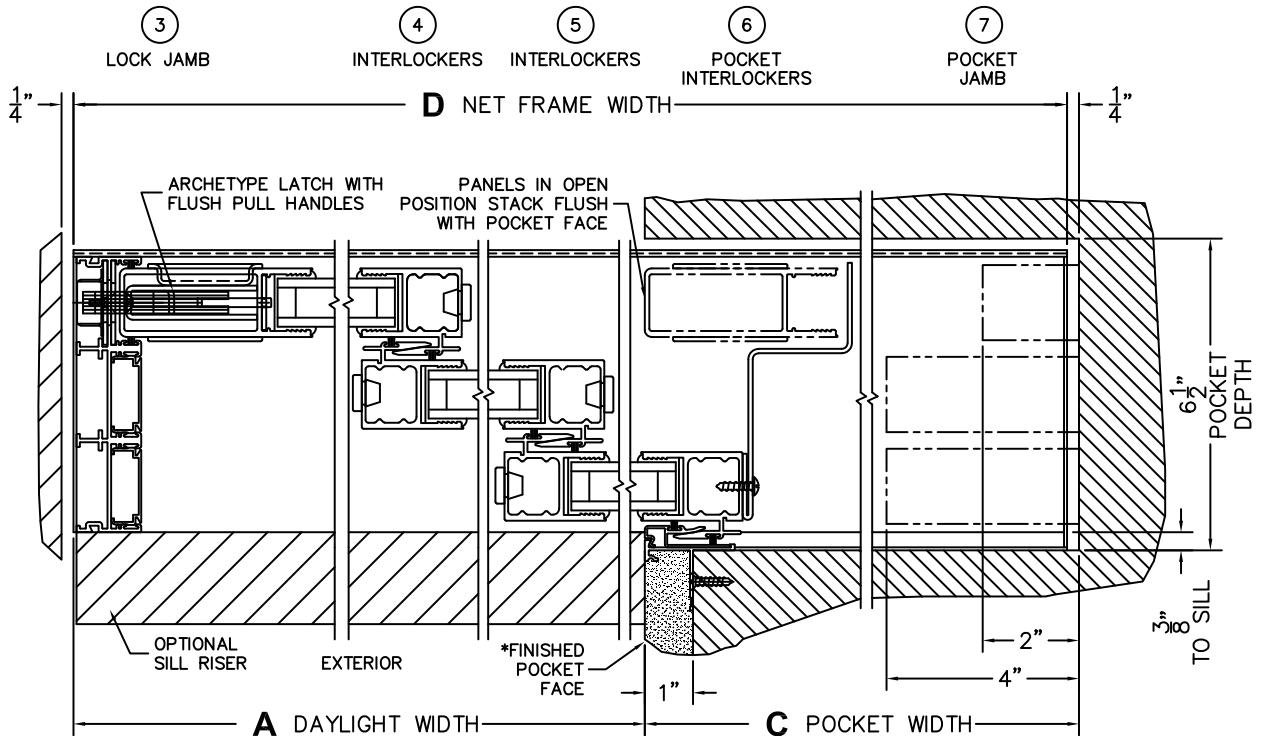 3
LOCK JAMB
4
INTERLOCKERS
5
INTERLOCKERS
6
POCKET
INTERLOCKERS
7
POCKET
JAMB
1/4"
D NET FRAME WIDTH
1/4"
ARCHETYPE LATCH WITH
FLUSH PULL HANDLES
PANELS IN OPEN
POSITION STACK FLUSH
WITH POCKET FACE
6 1/2"
POCKET
DEPTH
3/8"
TO SILL
OPTIONAL
SILL RISER
EXTERIOR
*FINISHED
POCKET
FACE
1"
2"
4"
A DAYLIGHT WIDTH
C POCKET WIDTH